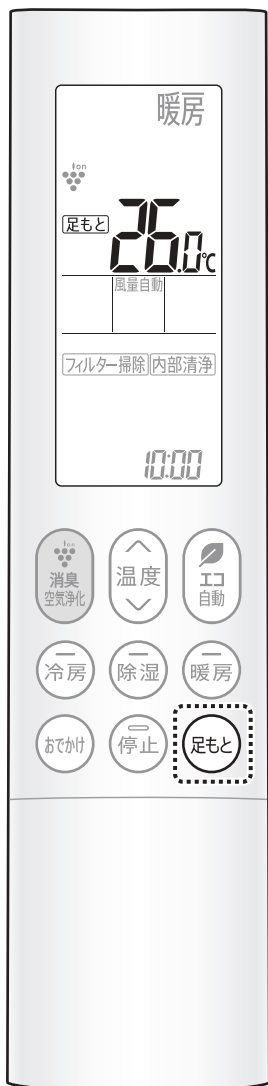 暖房
ion
足もと 26.0℃
風量自動
フィルター掃除 内部清浄
10:00
ion
消臭
空気浄化
温度
エコ
自動
冷房
除湿
暖房
おでかけ
停止
足もと